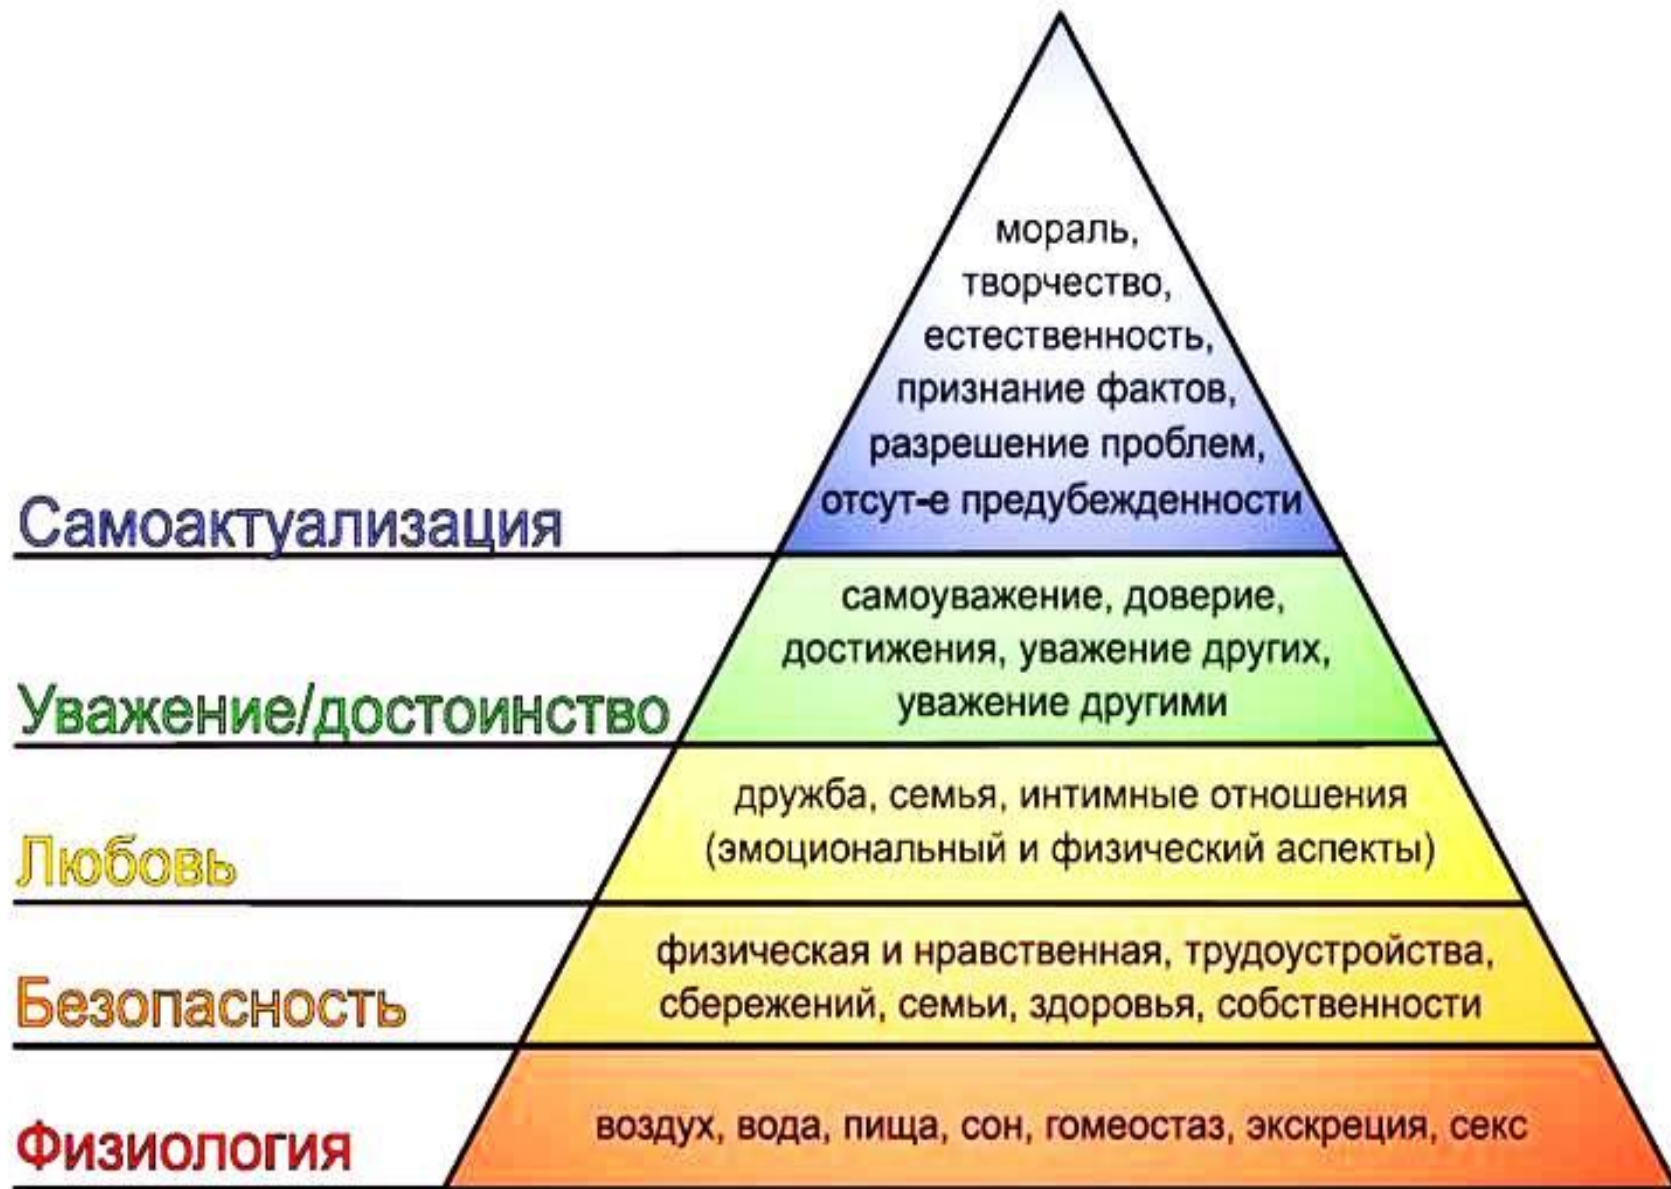 мораль,
творчество,
естественность,
признание фактов,
разрешение проблем,
отсут-е предубежденности
Самоактуализация
самоуважение, доверие,
достижения, уважение других,
уважение другими
Уважение/достоинство
дружба, семья, интимные отношения
(эмоциональный и физический аспекты)
Любовь
физическая и нравственная, трудоустройства,
сбережений, семьи, здоровья, собственности
Безопасность
воздух, вода, пища, сон, гомеостаз, экскреция, секс
Физиология